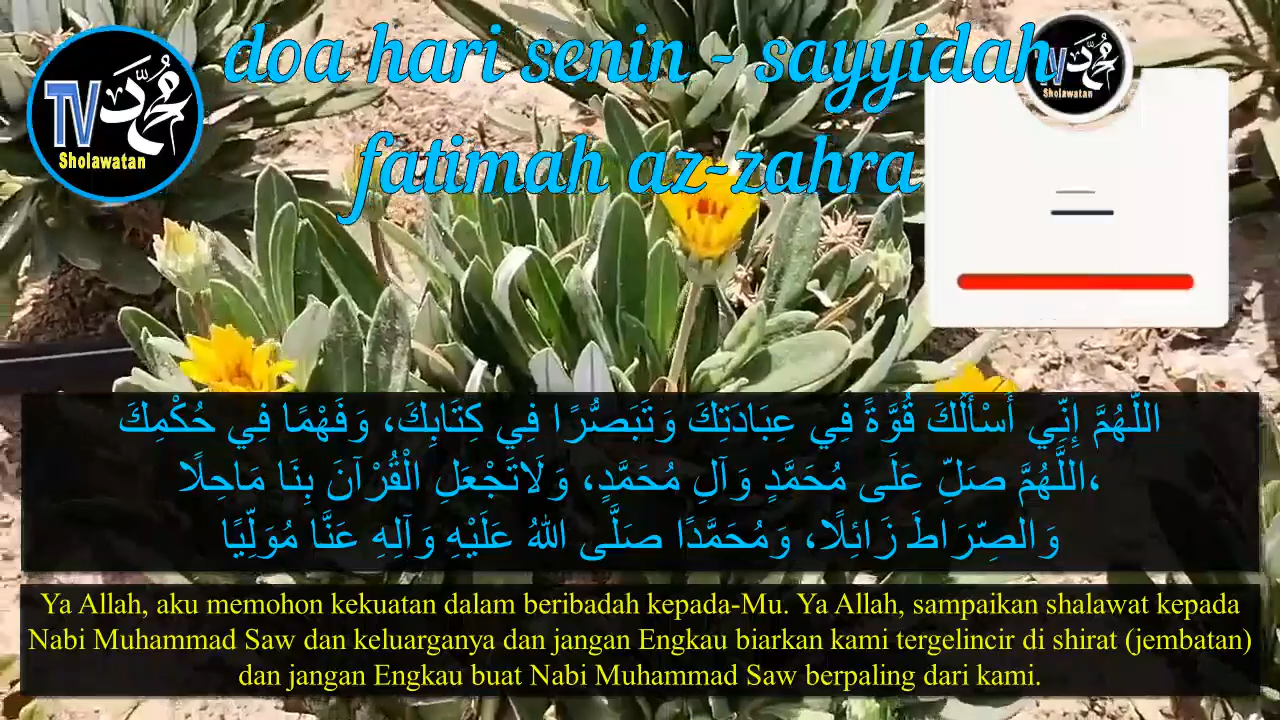 doa hari senin - sayyidah
fatimah az-zahra
TV محمد
Sholawatan
محمد
Sholawatan
اللَّهُمَّ إِنِّي أَسْأَلُكَ قُوَّةً فِي عِبَادَتِكَ وَتَبَصُّرًا فِي كِتَابِكَ، وَفَهْمًا فِي حُكْمِكَ
،اللَّهُمَّ صَلِّ عَلَى مُحَمَّدٍ وَآلِ مُحَمَّدٍ، وَلَاتَجْعَلِ الْقُرْآنَ بِنَا مَاحِلًا
وَالصِّرَاطَ زَائِلًا، وَمُحَمَّدًا صَلَّى اللهُ عَلَيْهِ وَآلِهِ عَنَّا مُوَلِّيًا
Ya Allah, aku memohon kekuatan dalam beribadah kepada-Mu. Ya Allah, sampaikan shalawat kepada
Nabi Muhammad Saw dan keluarganya dan jangan Engkau biarkan kami tergelincir di shirat (jembatan)
dan jangan Engkau buat Nabi Muhammad Saw berpaling dari kami.